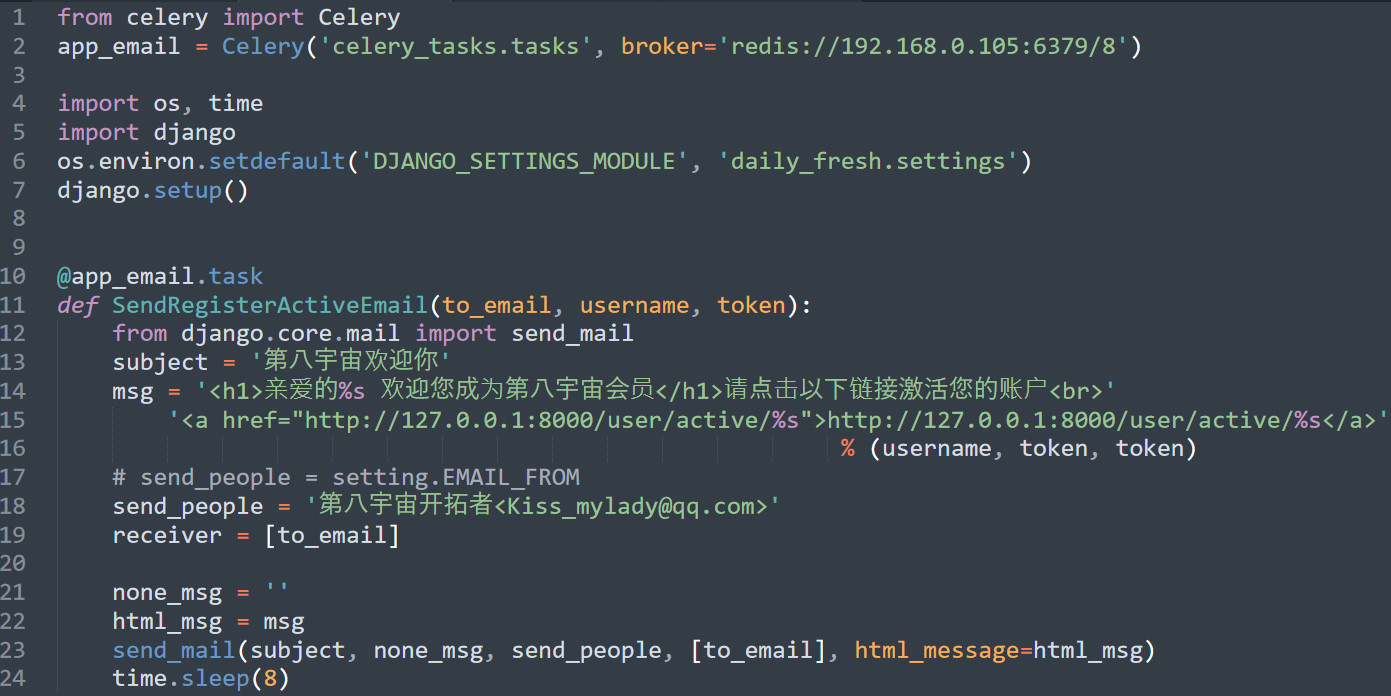 1 from celery import Celery
2 app_email = Celery('celery_tasks.tasks', broker='redis://192.168.0.105:6379/8')
3
4 import os, time
5 import django
6 os.environ.setdefault('DJANGO_SETTINGS_MODULE', 'daily_fresh.settings')
7 django.setup()
8
9
10 @app_email.task
11 def SendRegisterActiveEmail(to_email, username, token):
12     from django.core.mail import send_mail
13     subject = '第八宇宙欢迎你'
14     msg = '<h1>亲爱的%s 欢迎您成为第八宇宙会员</h1>请点击以下链接激活您的账户<br>'
15         '<a href="http://127.0.0.1:8000/user/active/%s">http://127.0.0.1:8000/user/active/%s</a>'
16                                                         % (username, token, token)
17     # send_people = setting.EMAIL_FROM
18     send_people = '第八宇宙开拓者<Kiss_mylady@qq.com>'
19     receiver = [to_email]
20
21     none_msg = ''
22     html_msg = msg
23     send_mail(subject, none_msg, send_people, [to_email], html_message=html_msg)
24     time.sleep(8)